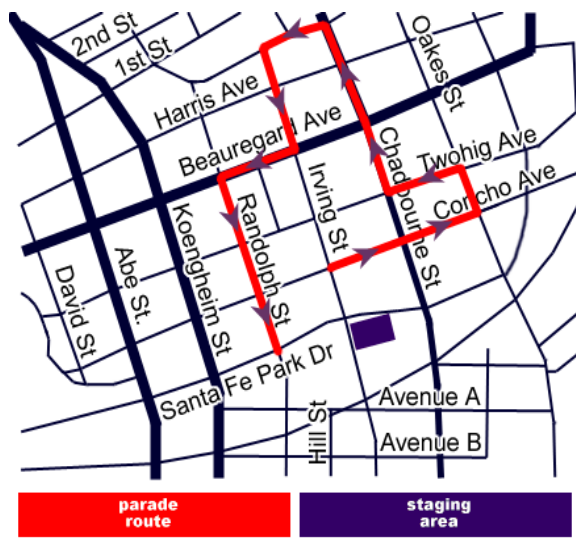 2nd St
1st St
Oakes St
Harris Ave
Beauregard Ave
Twohig Ave
Concho Ave
Chadbourne St
Irving St
Randolph St
Koengheim St
Abe St.
David St
Santa Fe Park Dr
Hill St
Avenue A
Avenue B
parade
route
staging
area